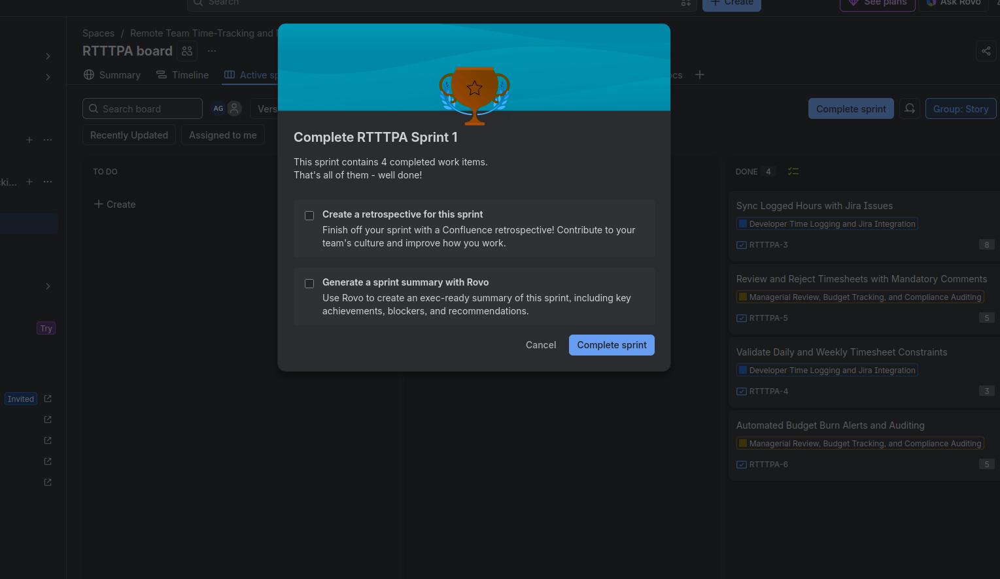 Search
Create
See plans
Ask Rovo
Spaces / Remote Team Time-Tracking and
RTTTPA board
Summary
Timeline
Active sp
ocs
Search board
AG
Vers
Complete sprint
Group: Story
Recently Updated
Assigned to me
TO DO
Create
cki...
Try
Invited
Complete RTTTPA Sprint 1
This sprint contains 4 completed work items.
That's all of them - well done!
Create a retrospective for this sprint
Finish off your sprint with a Confluence retrospective! Contribute to your
team's culture and improve how you work.
Generate a sprint summary with Rovo
Use Rovo to create an exec-ready summary of this sprint, including key
achievements, blockers, and recommendations.
Cancel
Complete sprint
DONE 4
Sync Logged Hours with Jira Issues
Developer Time Logging and Jira Integration
RTTTPA-3
8
Review and Reject Timesheets with Mandatory Comments
Managerial Review, Budget Tracking, and Compliance Auditing
RTTTPA-5
5
Validate Daily and Weekly Timesheet Constraints
Developer Time Logging and Jira Integration
RTTTPA-4
3
Automated Budget Burn Alerts and Auditing
Managerial Review, Budget Tracking, and Compliance Auditing
RTTTPA-6
5